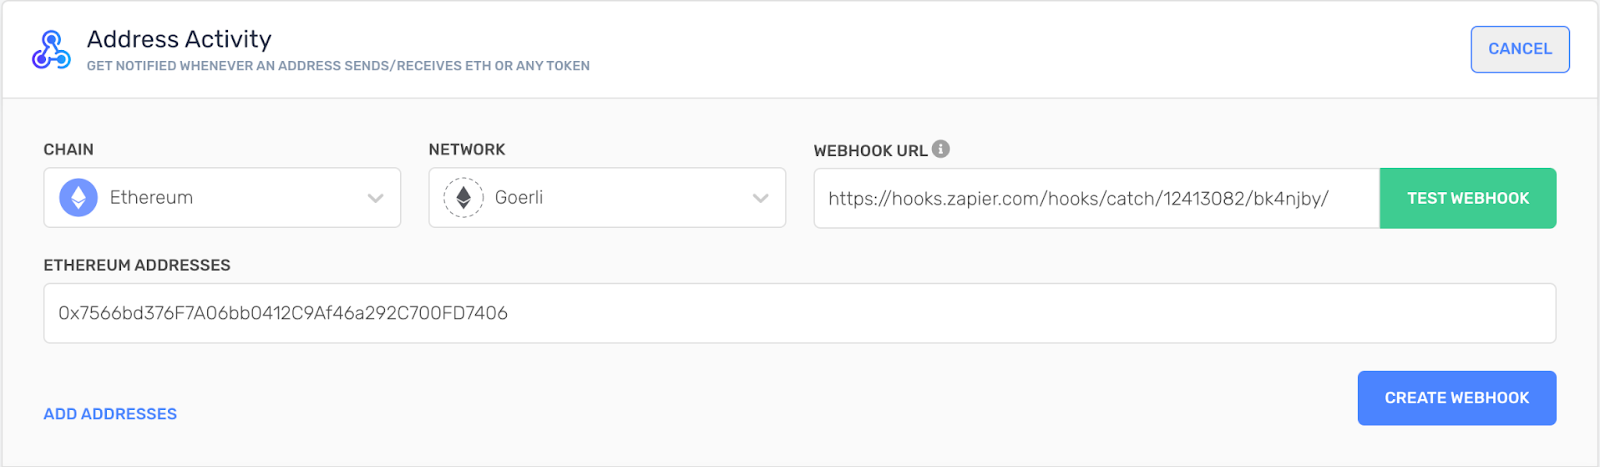 Address Activity
GET NOTIFIED WHENEVER AN ADDRESS SENDS/RECEIVES ETH OR ANY TOKEN
CANCEL
CHAIN
NETWORK
WEBHOOK URL
Ethereum
Goerli
https://hooks.zapier.com/hooks/catch/12413082/bk4njby/
TEST WEBHOOK
ETHEREUM ADDRESSES
0x7566bd376F7A06bb0412C9Af46a292C700FD7406
ADD ADDRESSES
CREATE WEBHOOK